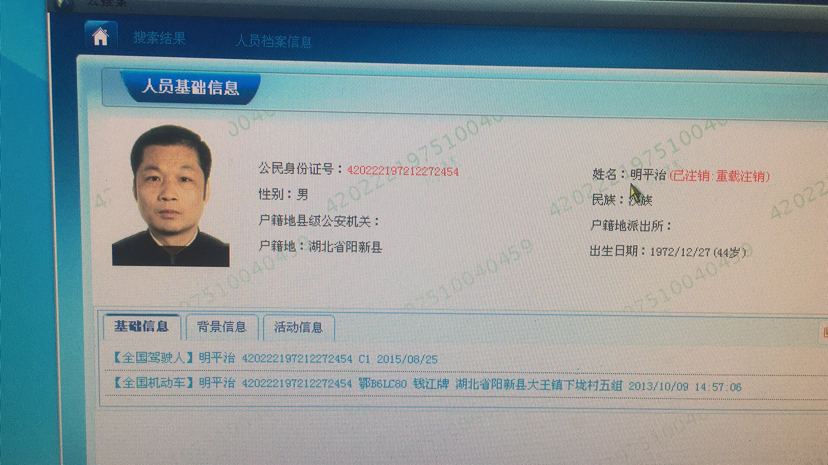 搜索结果 人员档案信息
人员基础信息
公民身份证号：420222197212272454 姓名：明平治 (已注销:重载注销)
性别：男 民族：汉族
户籍地县级公安机关： 户籍地派出所：
户籍地：湖北省阳新县 出生日期：1972/12/27(44岁)
基础信息 背景信息 活动信息
【全国驾驶人】明平治 420222197212272454 C1 2015/08/25
【全国机动车】明平治 420222197212272454 鄂B6LC80 钱江牌 湖北省阳新县大王镇下垅村五组 2013/10/09 14:57:06